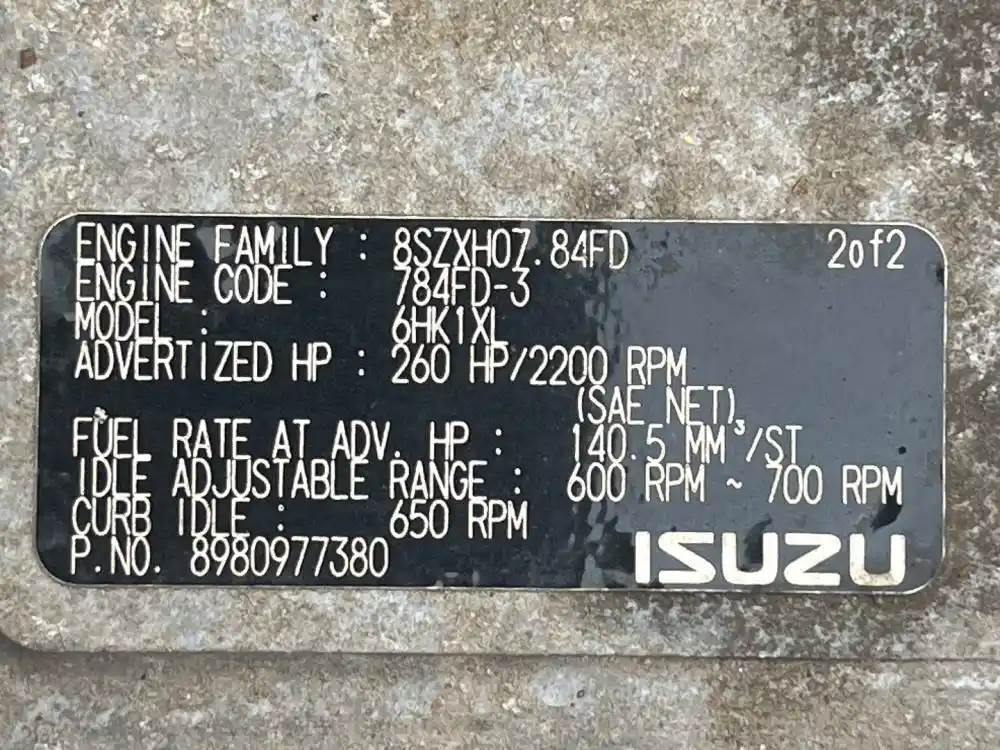 ENGINE FAMILY : 8SZXH07.84FD 2of2
ENGINE CODE : 784FD-3
MODEL : 6HK1XL
ADVERTIZED HP : 260 HP/2200 RPM
(SAE NET)
FUEL RATE AT ADV. HP : 140.5 MM³/ST
IDLE ADJUSTABLE RANGE : 600 RPM ~ 700 RPM
CURB IDLE : 650 RPM
P.NO. 8980977380
ISUZU